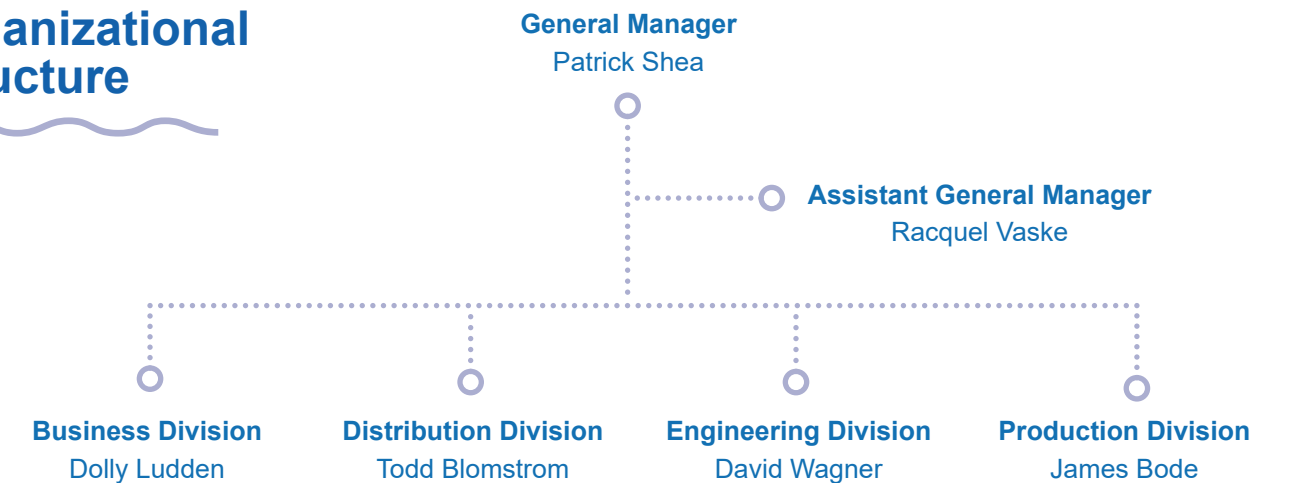 anizational
ucture
General Manager
Patrick Shea
Assistant General Manager
Racquel Vaske
Business Division
Dolly Ludden
Distribution Division
Todd Blomstrom
Engineering Division
David Wagner
Production Division
James Bode